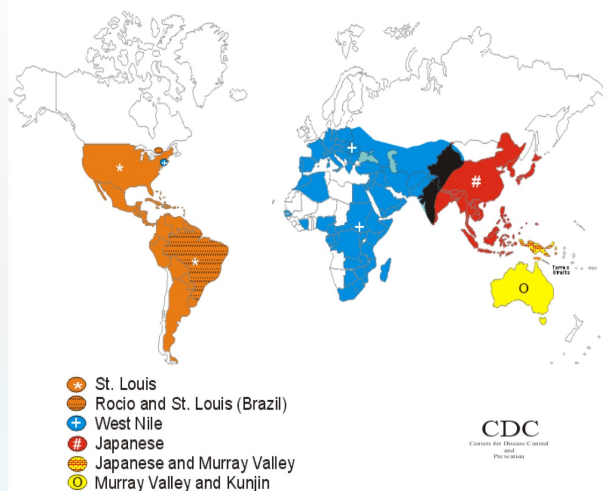 *
+
+
#
+
*
Torres
Straits
O
* St. Louis
Rocio and St. Louis (Brazil)
+ West Nile
# Japanese
Japanese and Murray Valley
O Murray Valley and Kunjin
CDC
Centers for Disease Control
and
Prevention